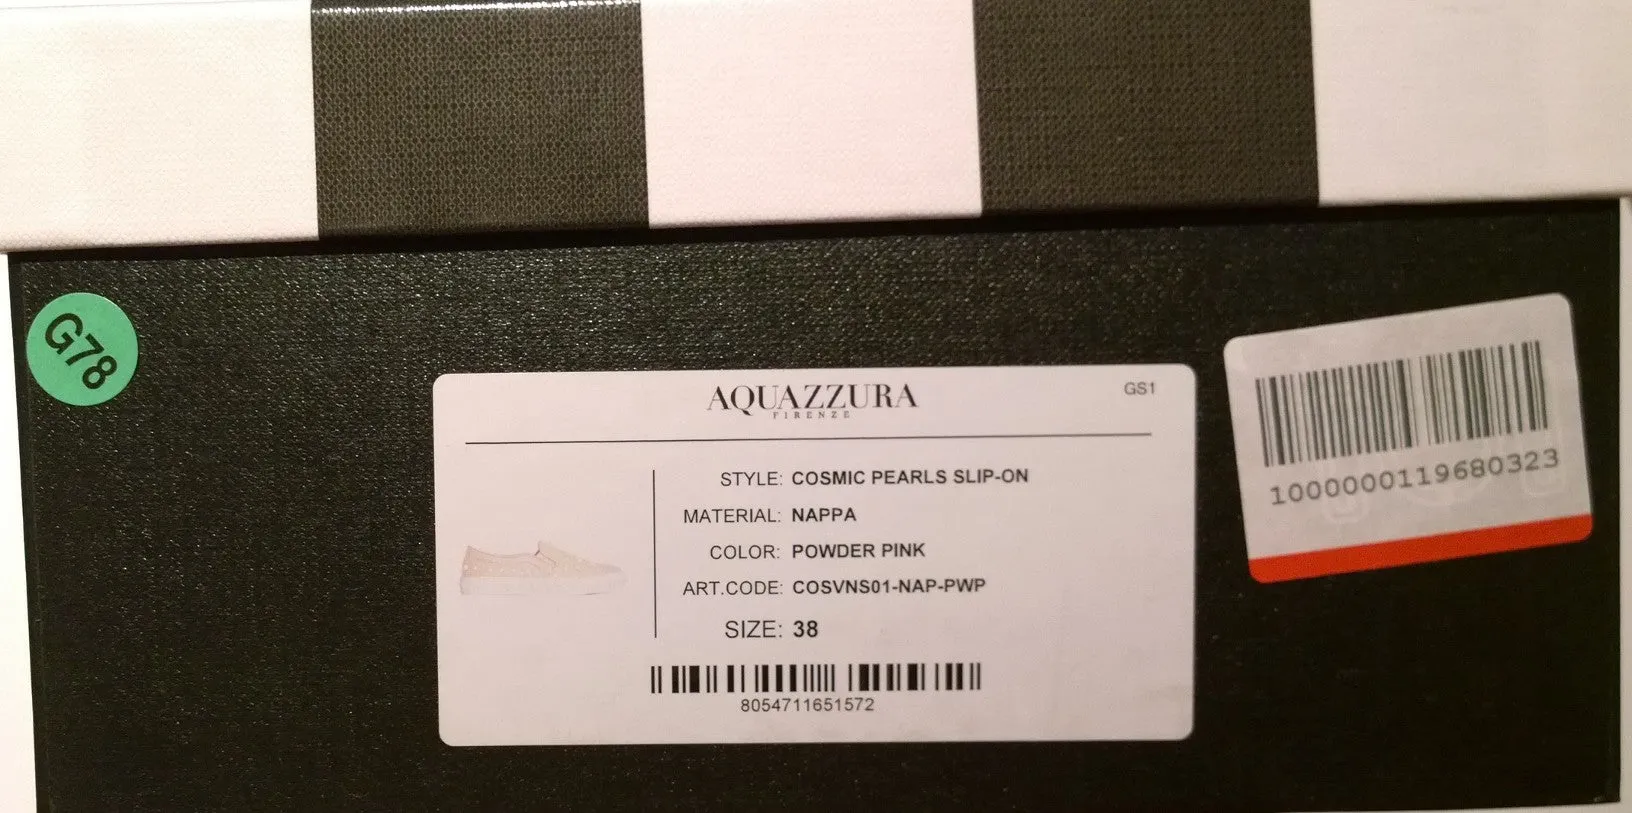 G78
AQUAZZURA
FIRENZE
GS1
STYLE: COSMIC PEARLS SLIP-ON
MATERIAL: NAPPA
COLOR: POWDER PINK
ART.CODE: COSVNS01-NAP-PWP
SIZE: 38
8054711651572
1000000119680323